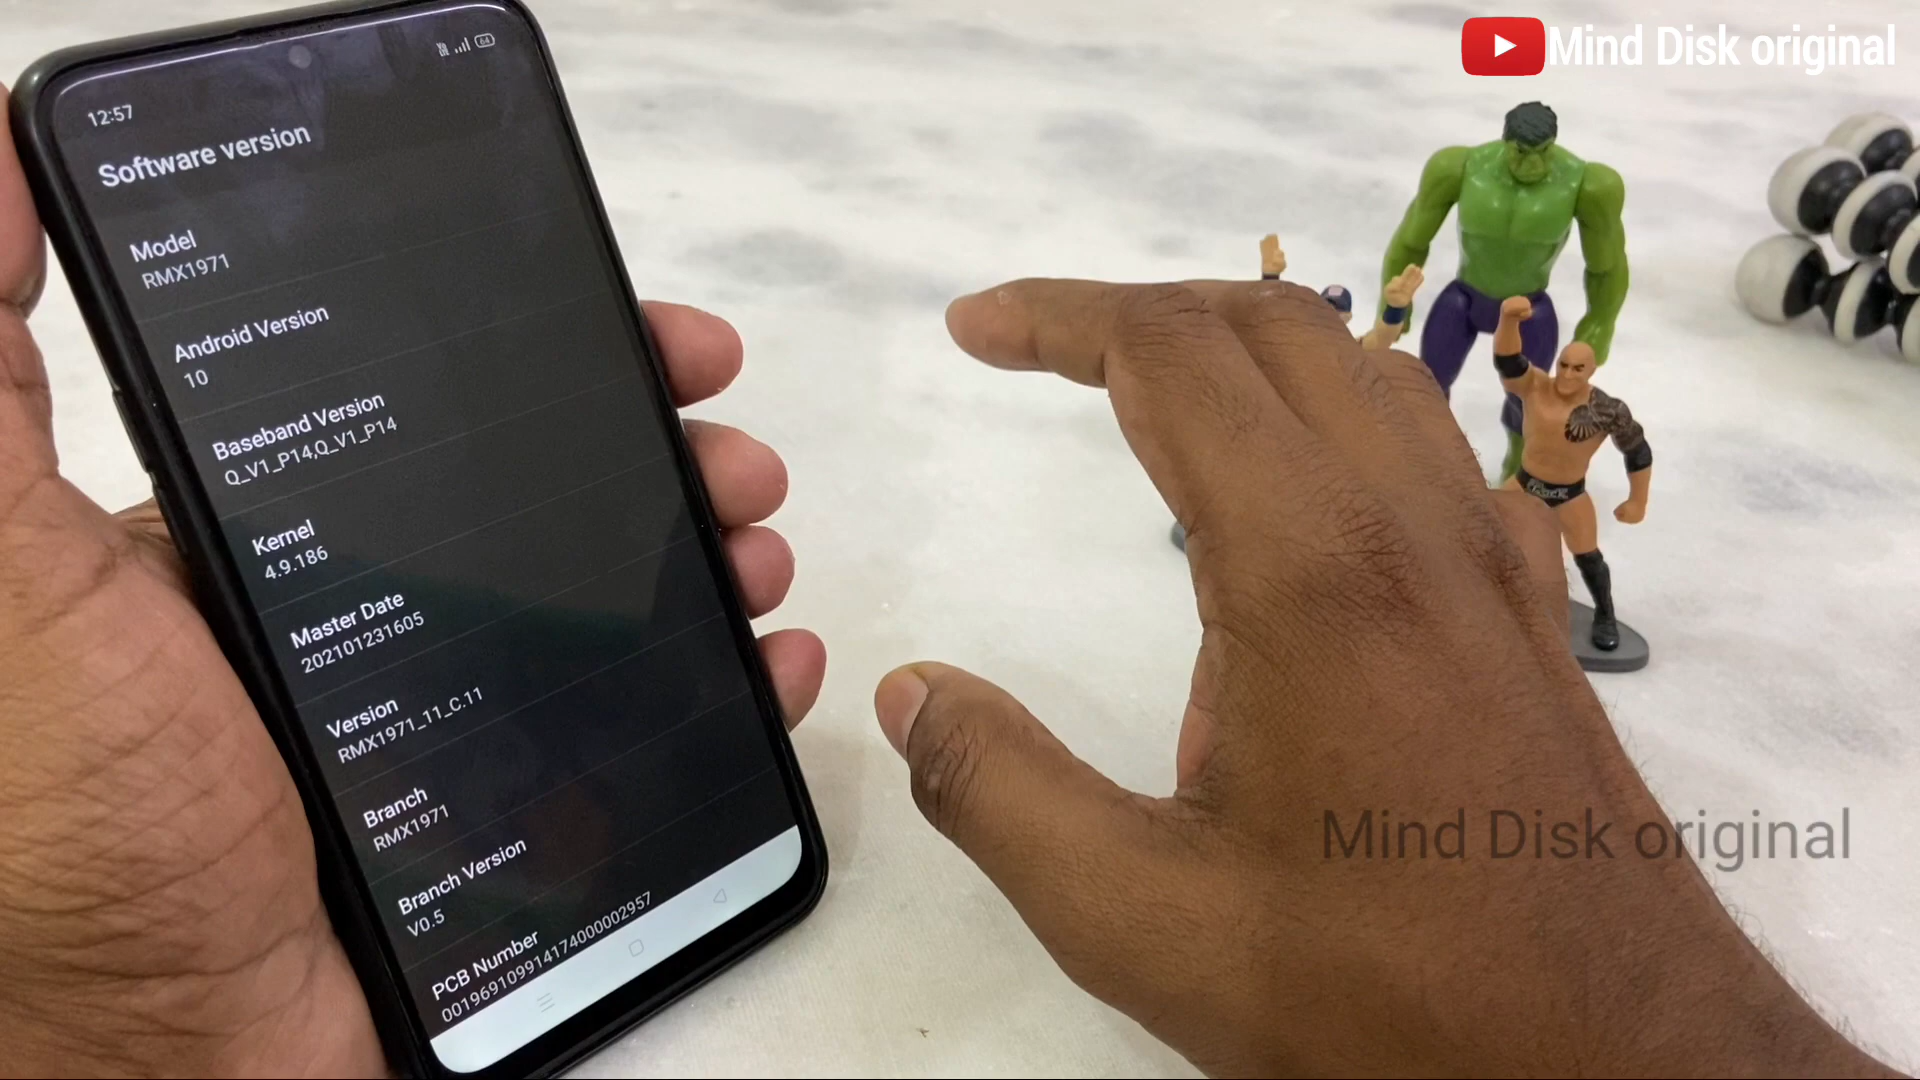 Mind Disk original
12:57
64
Software version
Model
RMX1971
Android Version
10
Baseband Version
Q_V1_P14,Q_V1_P14
Kernel
4.9.186
Master Date
202101231605
Version
RMX1971_11_C.11
Branch
RMX1971
Branch Version
V0.5
PCB Number
001969109914174000002957
Mind Disk original